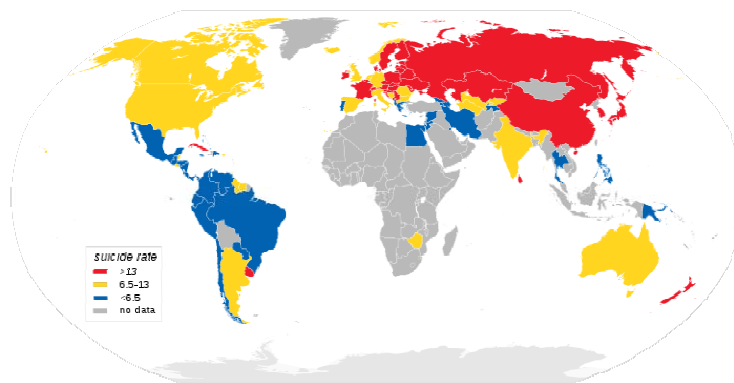 suicide rate
>13
6.5–13
<6.5
no data